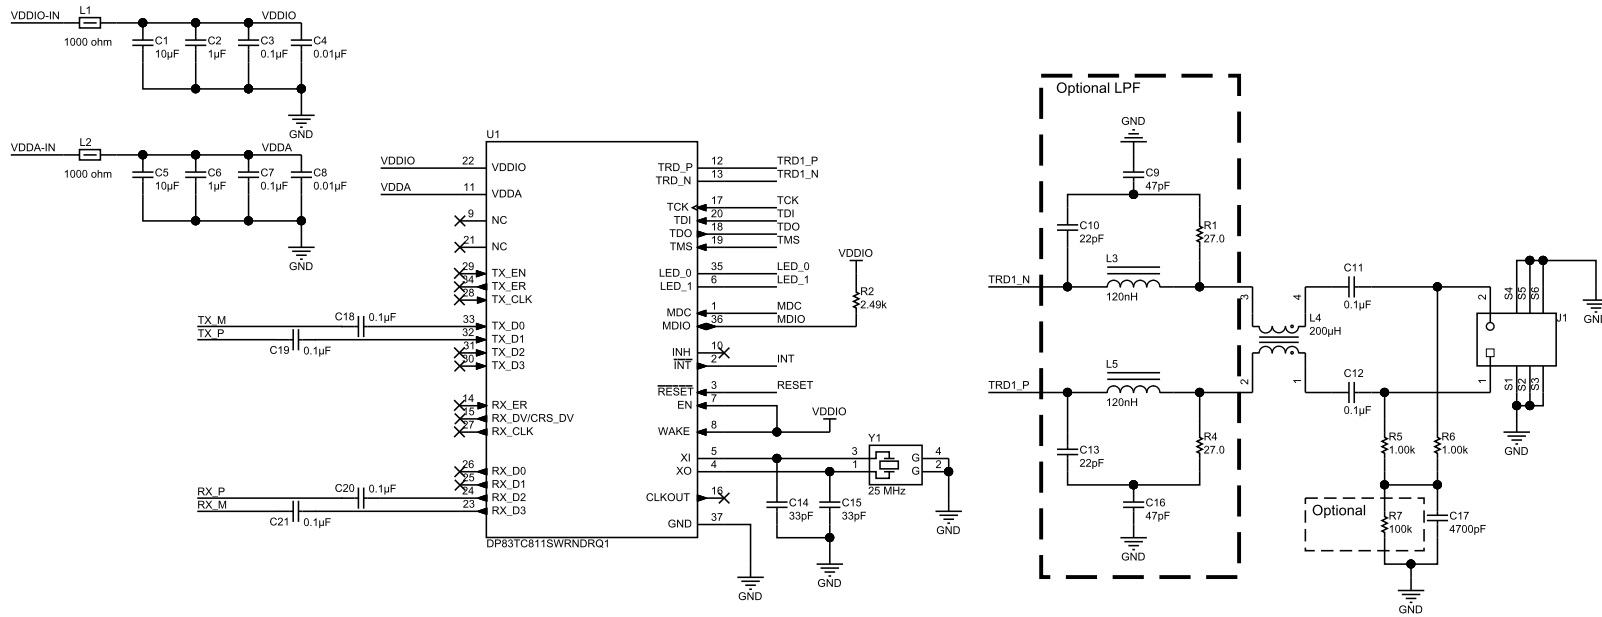 VDDIO-IN
L1
1000 ohm
VDDIO
C1
10µF
C2
1µF
C3
0.1µF
C4
0.01µF
GND
VDDA-IN
L2
1000 ohm
VDDA
C5
10µF
C6
1µF
C7
0.1µF
C8
0.01µF
GND
U1
VDDIO 22 VDDIO
VDDA 11 VDDA
9 NC
21 NC
29 TX_EN
34 TX_ER
28 TX_CLK
TX_M C18 0.1µF 33 TX_D0
TX_P C19 0.1µF 32 TX_D1
31 TX_D2
30 TX_D3
14 RX_ER
15 RX_DV/CRS_DV
27 RX_CLK
26 RX_D0
25 RX_D1
RX_P C20 0.1µF 24 RX_D2
RX_M C21 0.1µF 23 RX_D3
TRD_P 12 TRD1_P
TRD_N 13 TRD1_N
TCK 17 TCK
TDI 20 TDI
TDO 18 TDO
TMS 19 TMS
LED_0 35 LED_0
LED_1 6 LED_1
MDC 1 MDC
MDIO 36 MDIO
INH 10
INT 2 INT
RESET 3 RESET
EN 7
WAKE 8
XI 5
XO 4
CLKOUT 16
GND 37
DP83TC811SWRNDRQ1
VDDIO
R2
2.49k
VDDIO
Y1
3
1
G 4
G 2
25 MHz
C14
33pF
C15
33pF
GND
GND
GND
Optional LPF
GND
C9
47pF
C10
22pF
R1
27.0
TRD1_N
L3
120nH
TRD1_P
L5
120nH
C13
22pF
R4
27.0
C16
47pF
GND
3
4
L4
200µH
2
1
C11
0.1µF
C12
0.1µF
R5
1.00k
R6
1.00k
Optional
R7
100k
C17
4700pF
GND
S4
S5
S6
2
J1
1
S1
S2
S3
GND